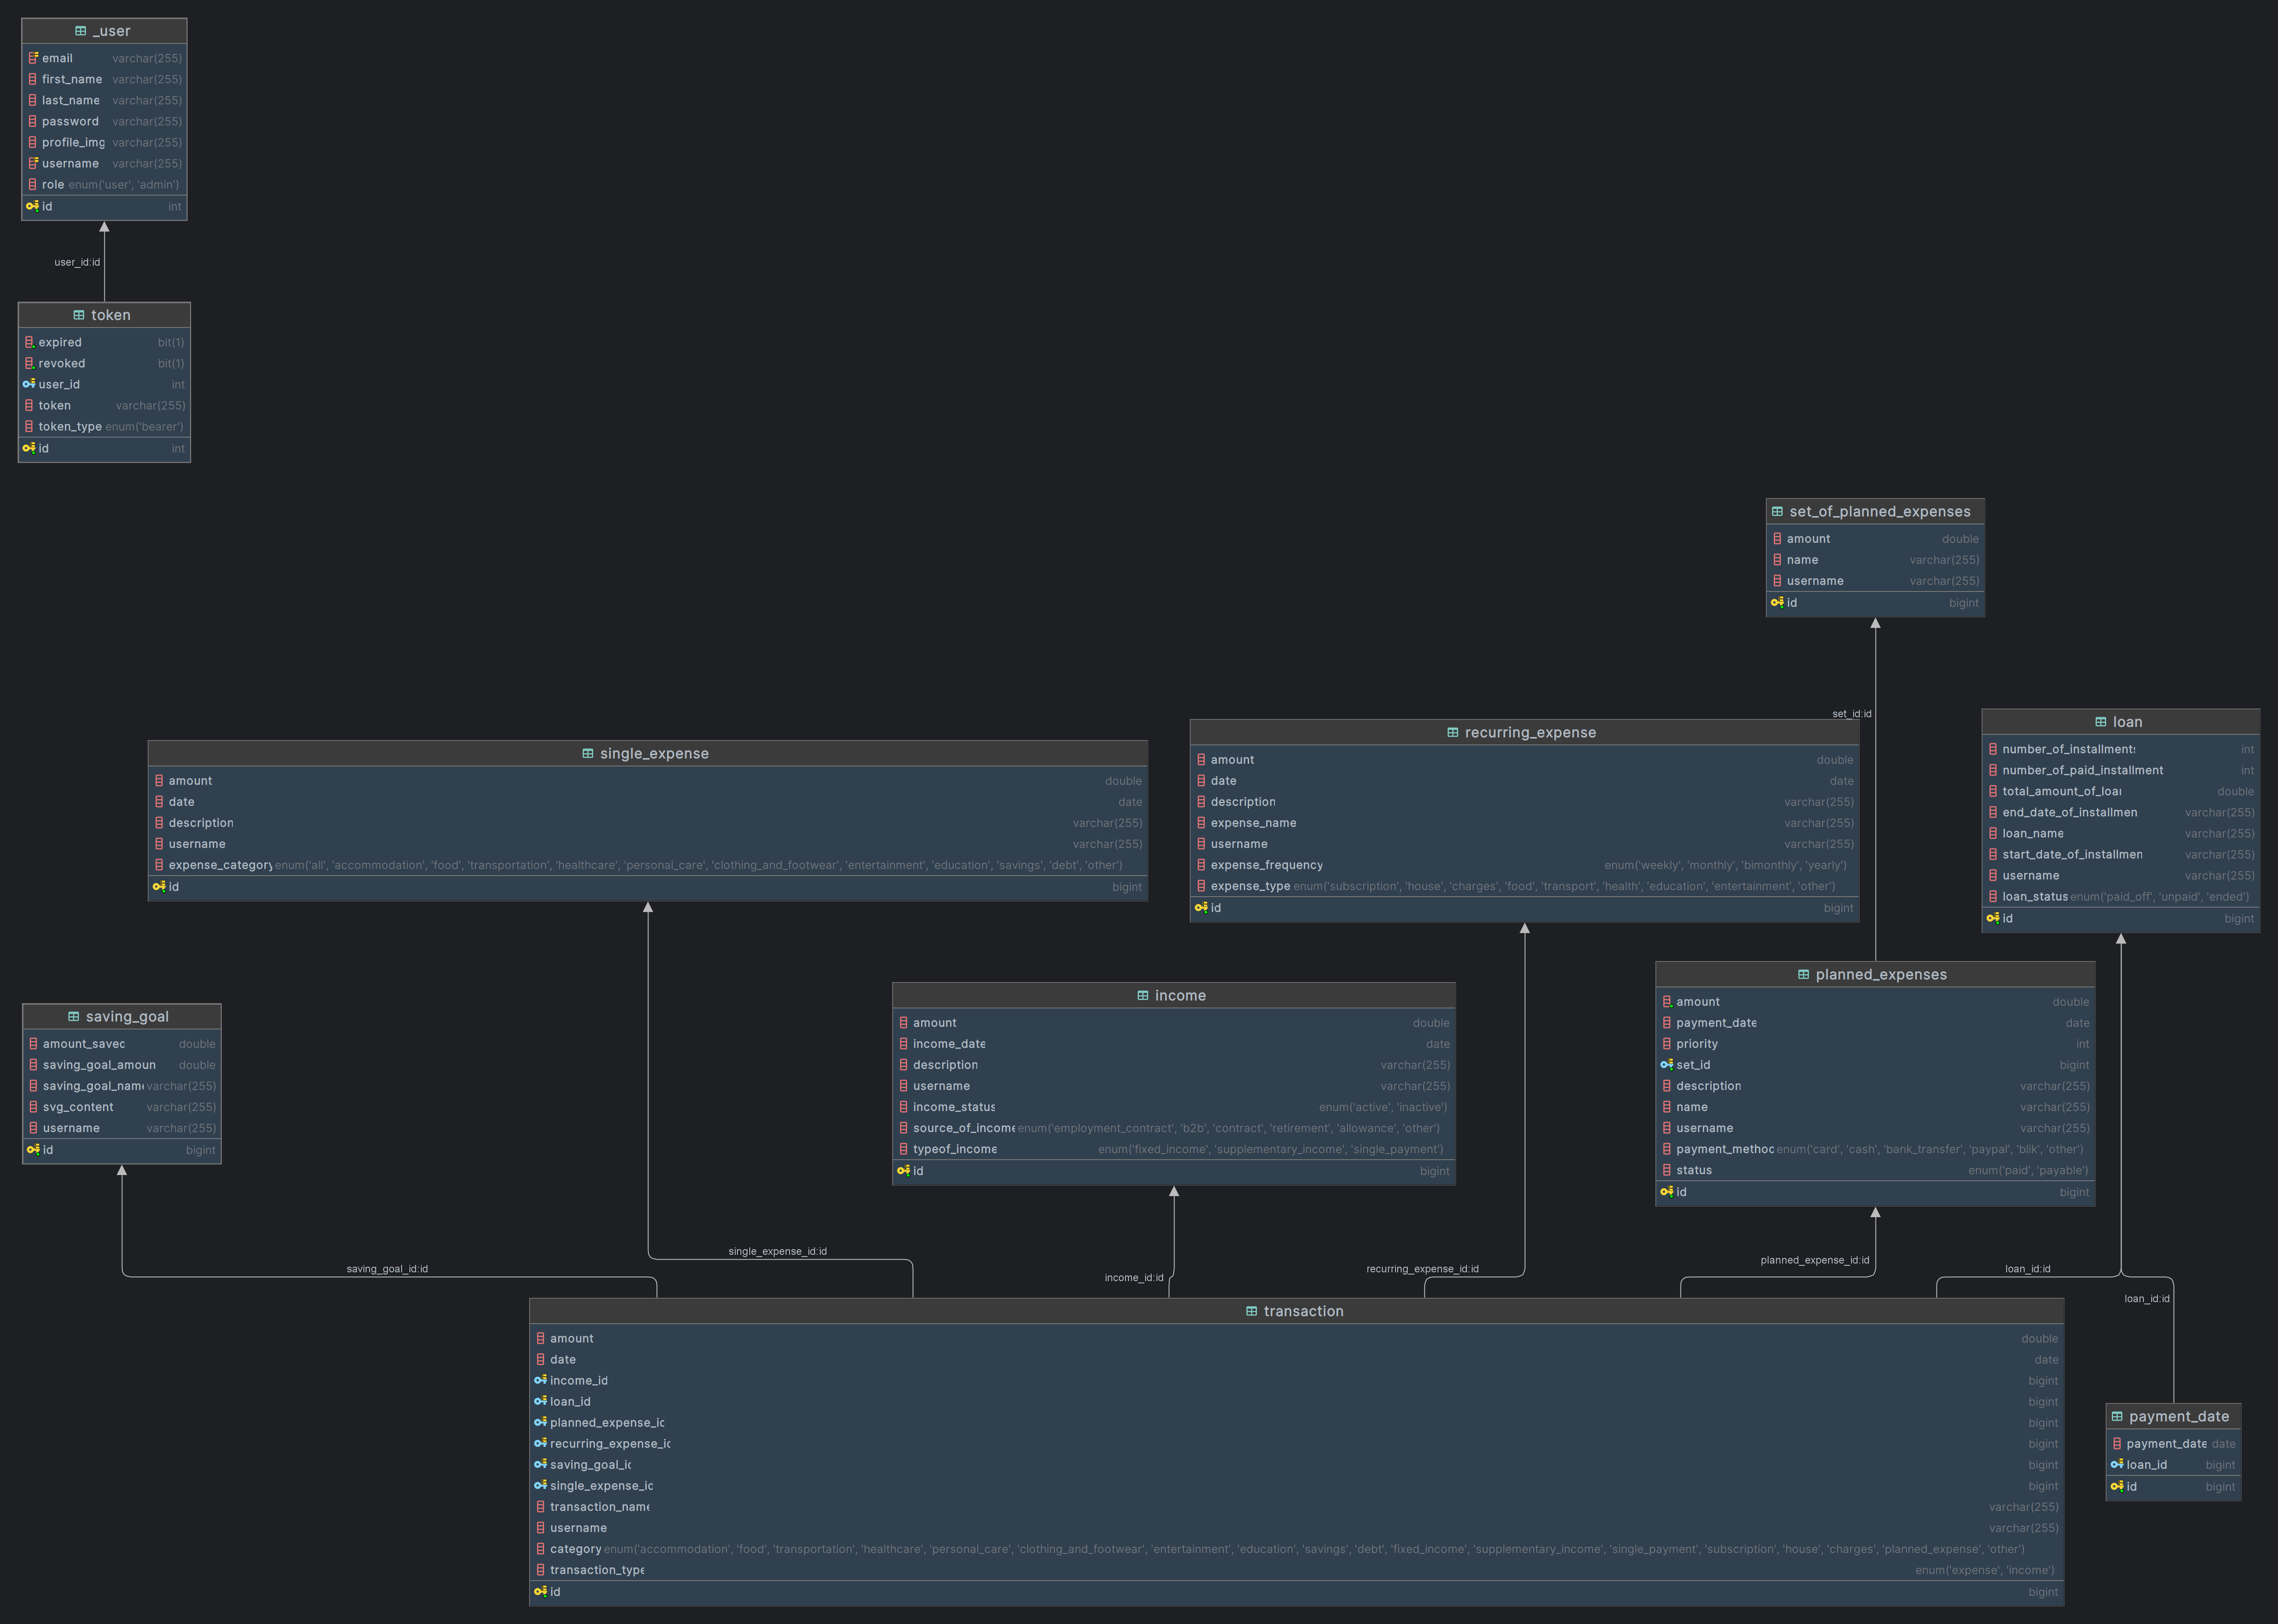 _user
email varchar(255)
first_name varchar(255)
last_name varchar(255)
password varchar(255)
profile_img varchar(255)
username varchar(255)
role enum('user', 'admin')
id int
user_id:id
token
expired bit(1)
revoked bit(1)
user_id int
token varchar(255)
token_type enum('bearer')
id int
set_of_planned_expenses
amount double
name varchar(255)
username varchar(255)
id bigint
set_id:id
single_expense
amount double
date date
description varchar(255)
username varchar(255)
expense_category enum('all', 'accommodation', 'food', 'transportation', 'healthcare', 'personal_care', 'clothing_and_footwear', 'entertainment', 'education', 'savings', 'debt', 'other')
id bigint
recurring_expense
amount double
date date
description varchar(255)
expense_name varchar(255)
username varchar(255)
expense_frequency enum('weekly', 'monthly', 'bimonthly', 'yearly')
expense_type enum('subscription', 'house', 'charges', 'food', 'transport', 'health', 'education', 'entertainment', 'other')
id bigint
loan
number_of_installments int
number_of_paid_installment int
total_amount_of_loan double
end_date_of_installmen varchar(255)
loan_name varchar(255)
start_date_of_installmen varchar(255)
username varchar(255)
loan_status enum('paid_off', 'unpaid', 'ended')
id bigint
saving_goal
amount_saved double
saving_goal_amoun double
saving_goal_name varchar(255)
svg_content varchar(255)
username varchar(255)
id bigint
income
amount double
income_date date
description varchar(255)
username varchar(255)
income_status enum('active', 'inactive')
source_of_income enum('employment_contract', 'b2b', 'contract', 'retirement', 'allowance', 'other')
typeof_income enum('fixed_income', 'supplementary_income', 'single_payment')
id bigint
planned_expenses
amount double
payment_date date
priority int
set_id bigint
description varchar(255)
name varchar(255)
username varchar(255)
payment_method enum('card', 'cash', 'bank_transfer', 'paypal', 'blik', 'other')
status enum('paid', 'payable')
id bigint
saving_goal_id:id
single_expense_id:id
income_id:id
recurring_expense_id:id
planned_expense_id:id
loan_id:id
loan_id:id
transaction
amount double
date date
income_id bigint
loan_id bigint
planned_expense_id bigint
recurring_expense_id bigint
saving_goal_id bigint
single_expense_id bigint
transaction_name varchar(255)
username varchar(255)
category enum('accommodation', 'food', 'transportation', 'healthcare', 'personal_care', 'clothing_and_footwear', 'entertainment', 'education', 'savings', 'debt', 'fixed_income', 'supplementary_income', 'single_payment', 'subscription', 'house', 'charges', 'planned_expense', 'other')
transaction_type enum('expense', 'income')
id bigint
payment_date
payment_date date
loan_id bigint
id bigint